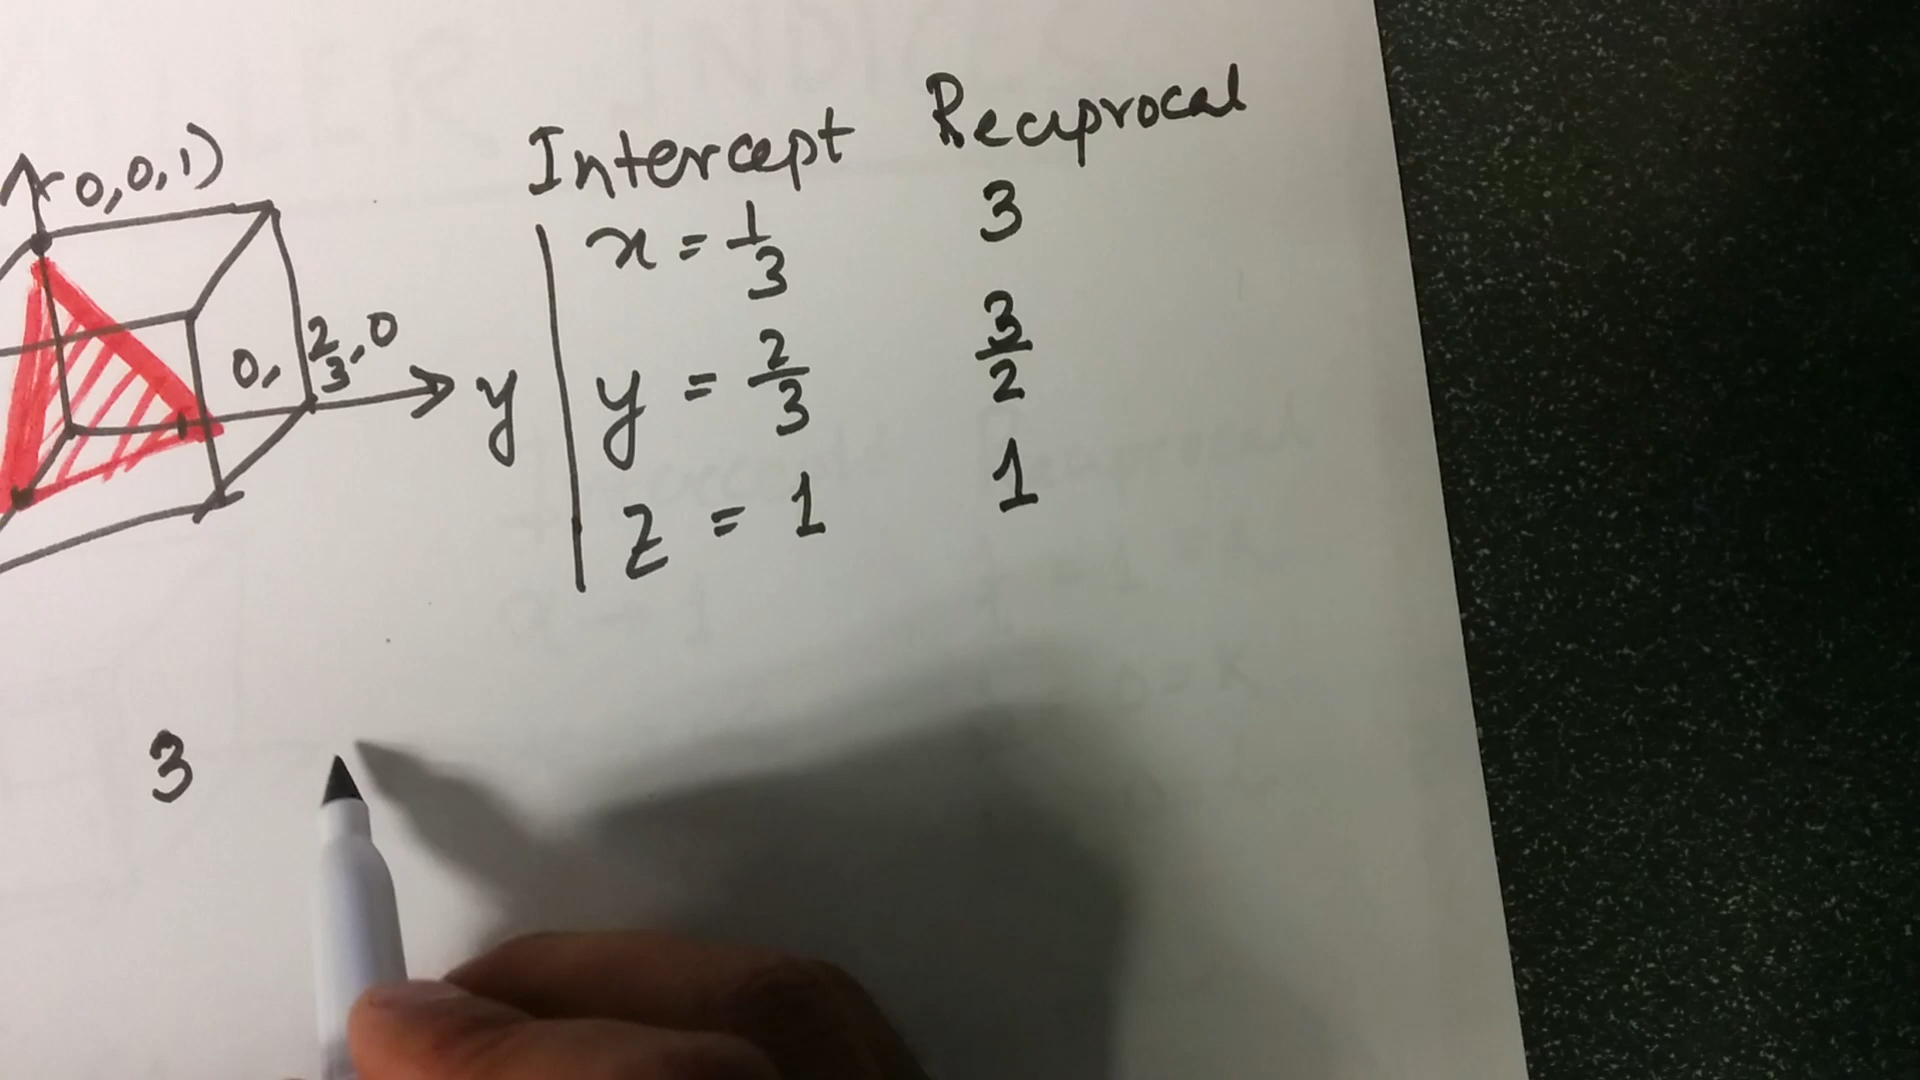 (0,0,1)
0, 2/3, 0
y
Intercept Reciprocal
x = 1/3 3
y = 2/3 3/2
z = 1 1
3